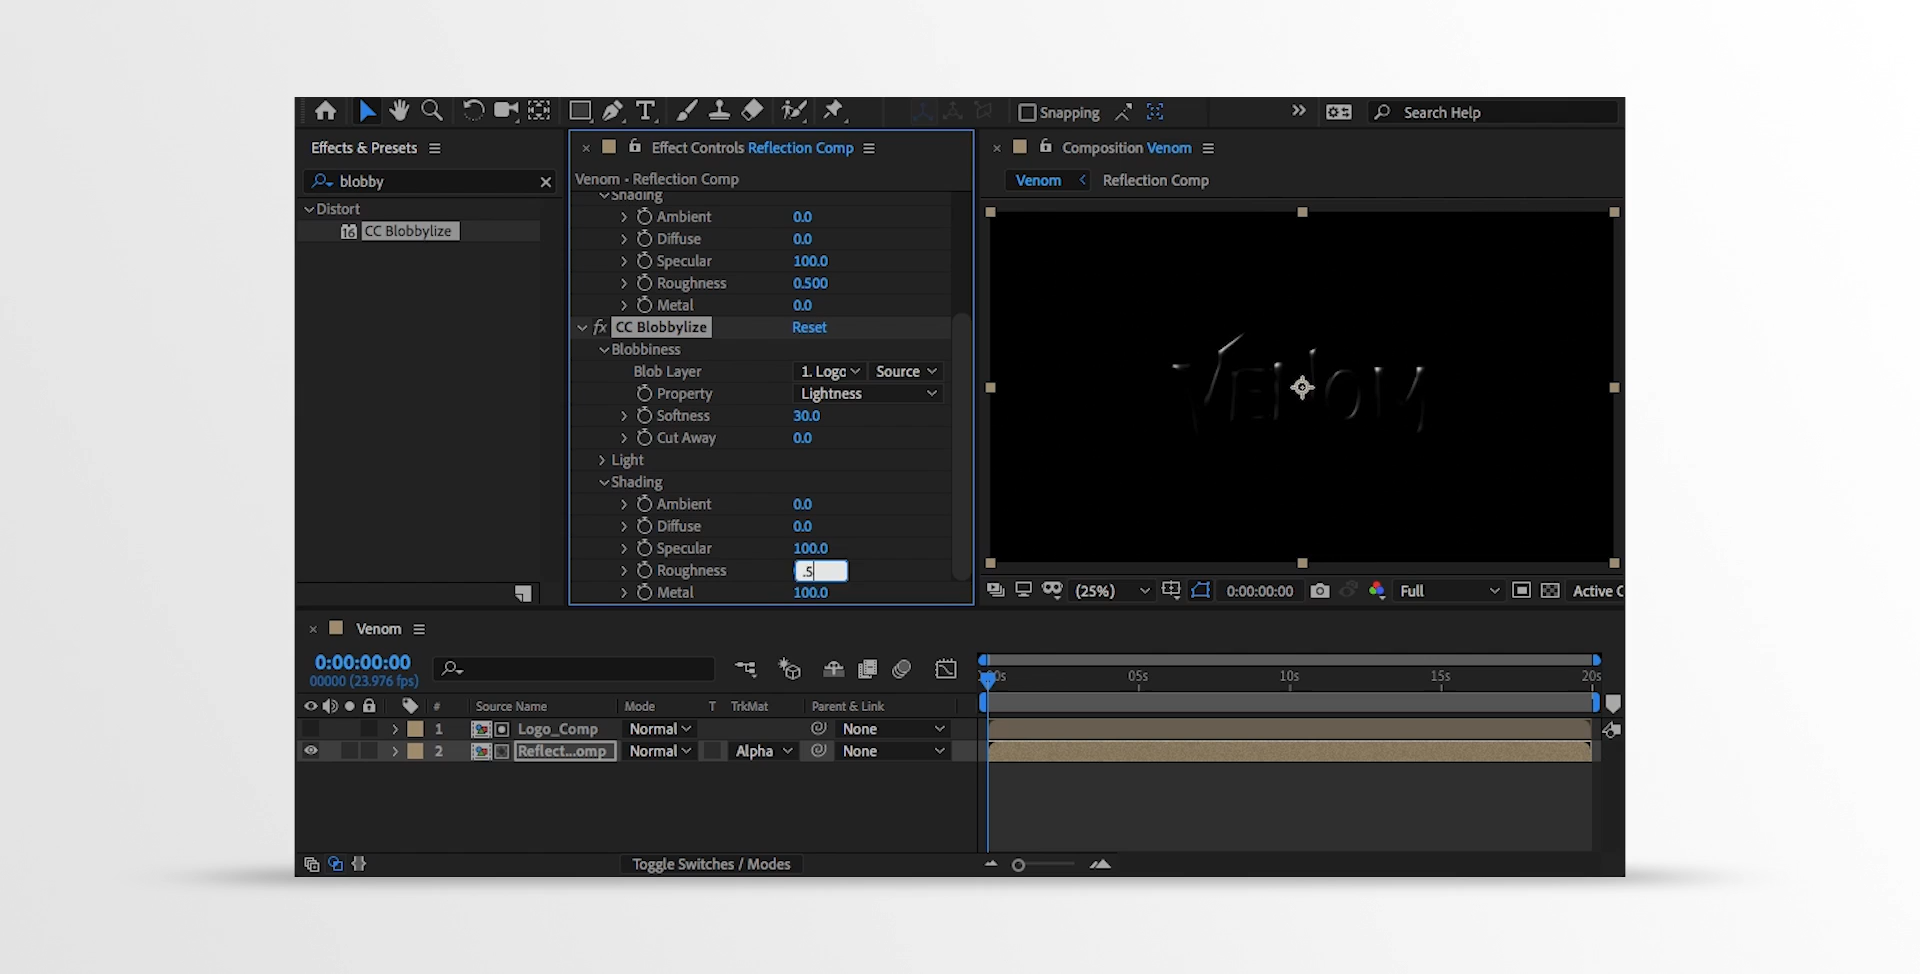 Snapping
Search Help
Effects & Presets
blobby
Distort
16 CC Blobbylize
Effect Controls Reflection Comp
Venom • Reflection Comp
Shading
Ambient 0.0
Diffuse 0.0
Specular 100.0
Roughness 0.500
Metal 0.0
fx CC Blobbylize Reset
Blobbiness
Blob Layer 1. Logo Source
Property Lightness
Softness 30.0
Cut Away 0.0
Light
Shading
Ambient 0.0
Diffuse 0.0
Specular 100.0
Roughness .5
Metal 100.0
Composition Venom
Venom Reflection Comp
VENOM
(25%) 0:00:00:00 Full Active C
Venom
0:00:00:00
00000 (23.976 fps)
# Source Name Mode T TrkMat Parent & Link
1 Logo_Comp Normal None
2 Reflect...omp Normal Alpha None
:00s 05s 10s 15s 20s
Toggle Switches / Modes